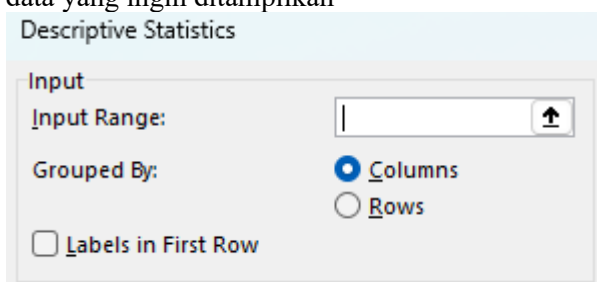 data yang ingin ditampilkan
Descriptive Statistics
Input
Input Range:
Grouped By:
Columns
Rows
Labels in First Row